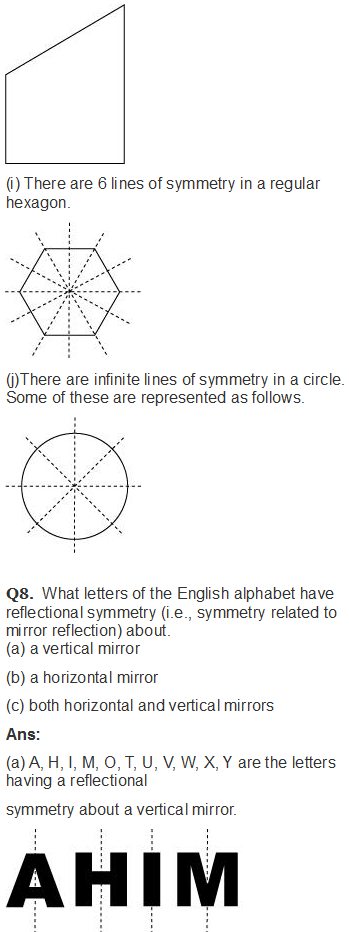 (i) There are 6 lines of symmetry in a regular
hexagon.
(j)There are infinite lines of symmetry in a circle.
Some of these are represented as follows.
Q8. What letters of the English alphabet have
reflectional symmetry (i.e., symmetry related to
mirror reflection) about.
(a) a vertical mirror
(b) a horizontal mirror
(c) both horizontal and vertical mirrors
Ans:
(a) A, H, I, M, O, T, U, V, W, X, Y are the letters
having a reflectional
symmetry about a vertical mirror.
A H I M